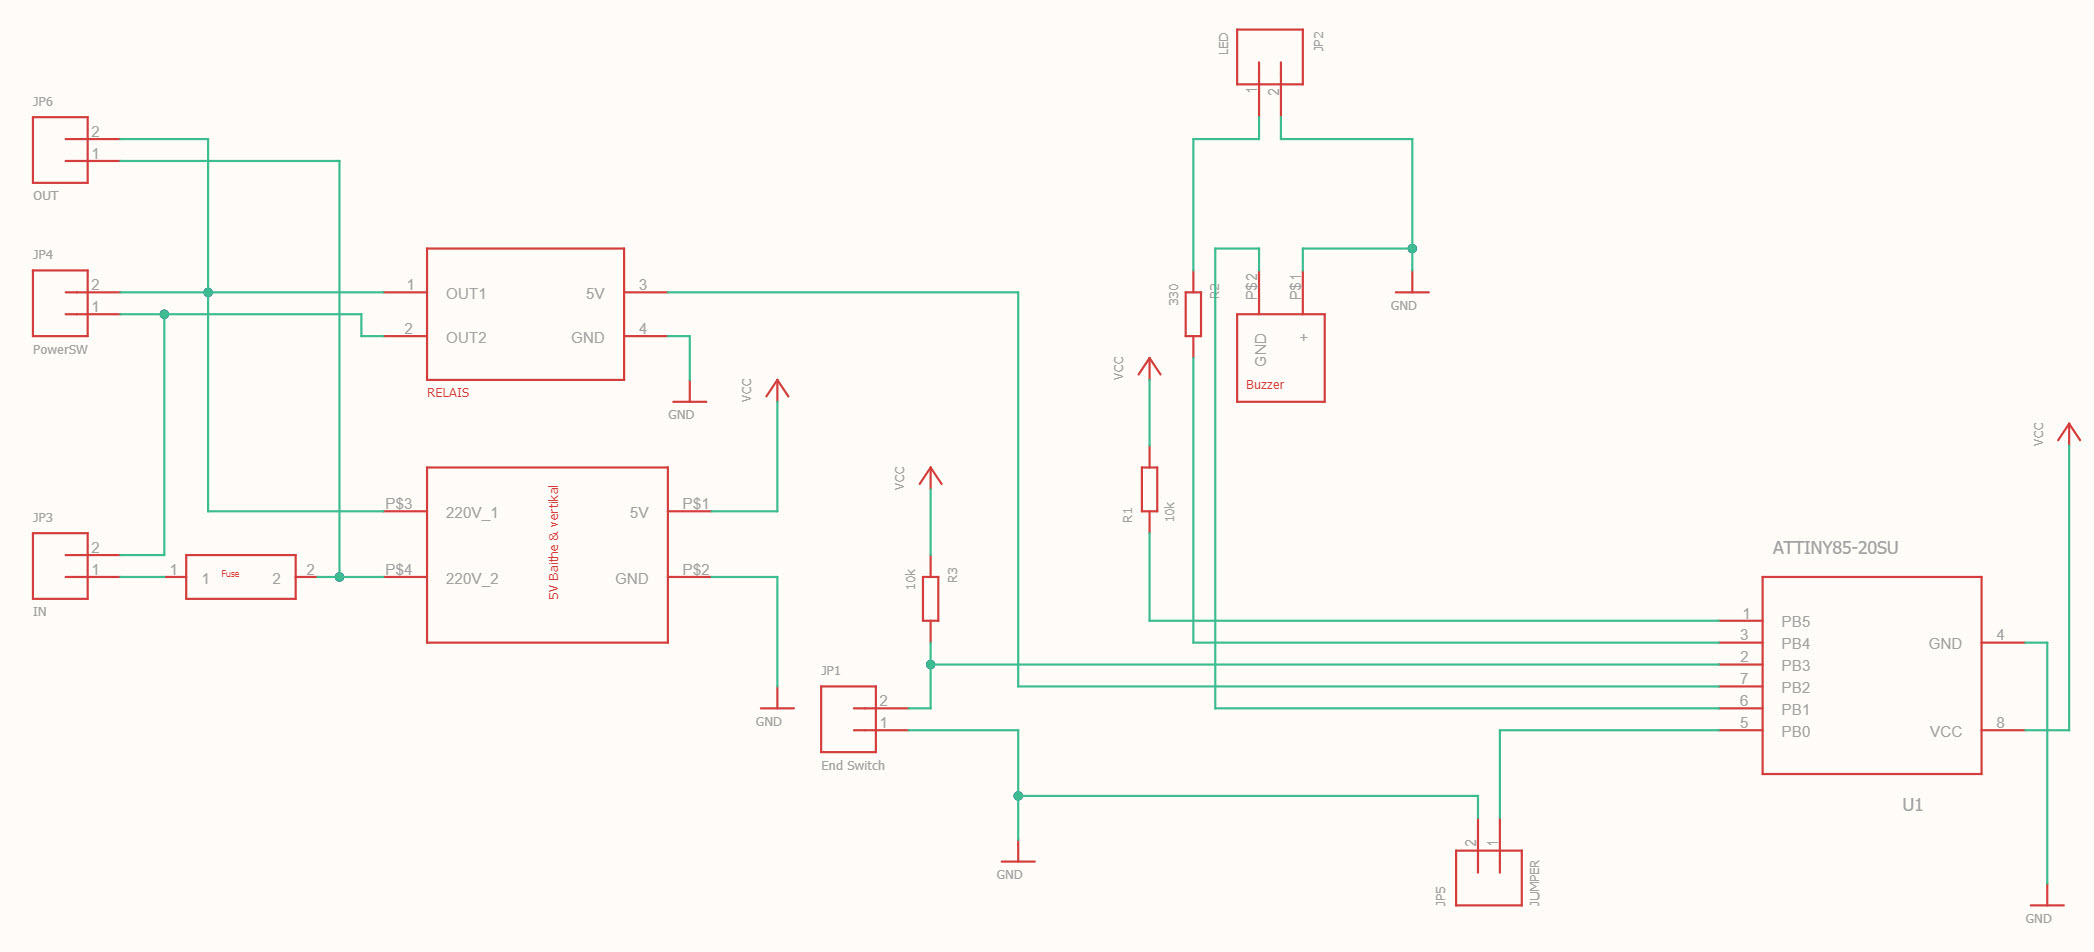 JP6
2
1
OUT
JP4
2
1
PowerSW
JP3
2
1
IN
1
1
Fuse
2
2
1
2
OUT1
OUT2
5V
GND
3
4
RELAIS
GND
P$3
P$4
220V_1
220V_2
5V Baithe & vertikal
5V
GND
P$1
P$2
VCC
GND
VCC
10k
R3
JP1
2
1
End Switch
GND
LED
JP2
1
2
330
R2
P$2
P$1
GND
+
Buzzer
GND
VCC
R1
10k
ATTINY85-20SU
1
3
2
7
6
5
PB5
PB4
PB3
PB2
PB1
PB0
GND
VCC
4
8
U1
VCC
GND
2
1
JP5
JUMPER